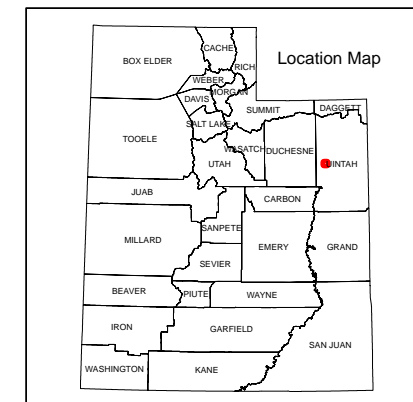 Location Map
CACHE
BOX ELDER
RICH
WEBER
MORGAN
DAVIS
SUMMIT
DAGGETT
SALT LAKE
TOOELE
WASATCH
DUCHESNE
UTAH
UINTAH
JUAB
CARBON
SANPETE
MILLARD
EMERY
GRAND
SEVIER
BEAVER
PIUTE
WAYNE
IRON
GARFIELD
SAN JUAN
WASHINGTON
KANE